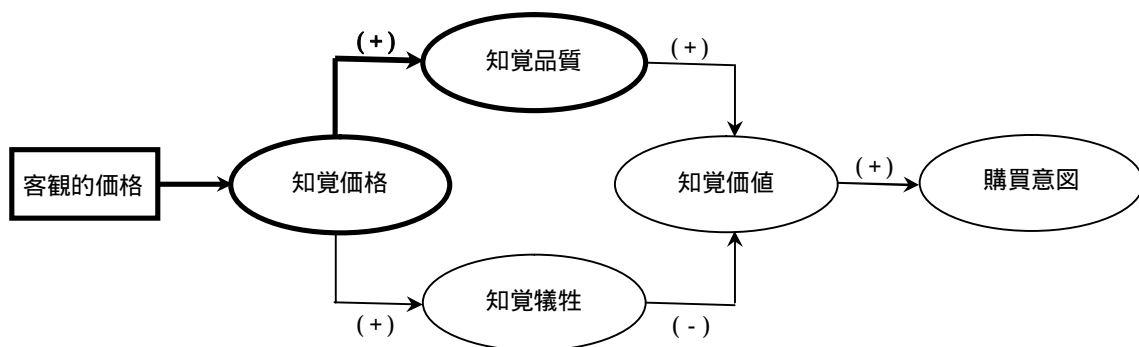 (+)
知覚品質
(+)
客観的価格
知覚価格
知覚価値
(+)
購買意図
(+)
知覚犠牲
(-)